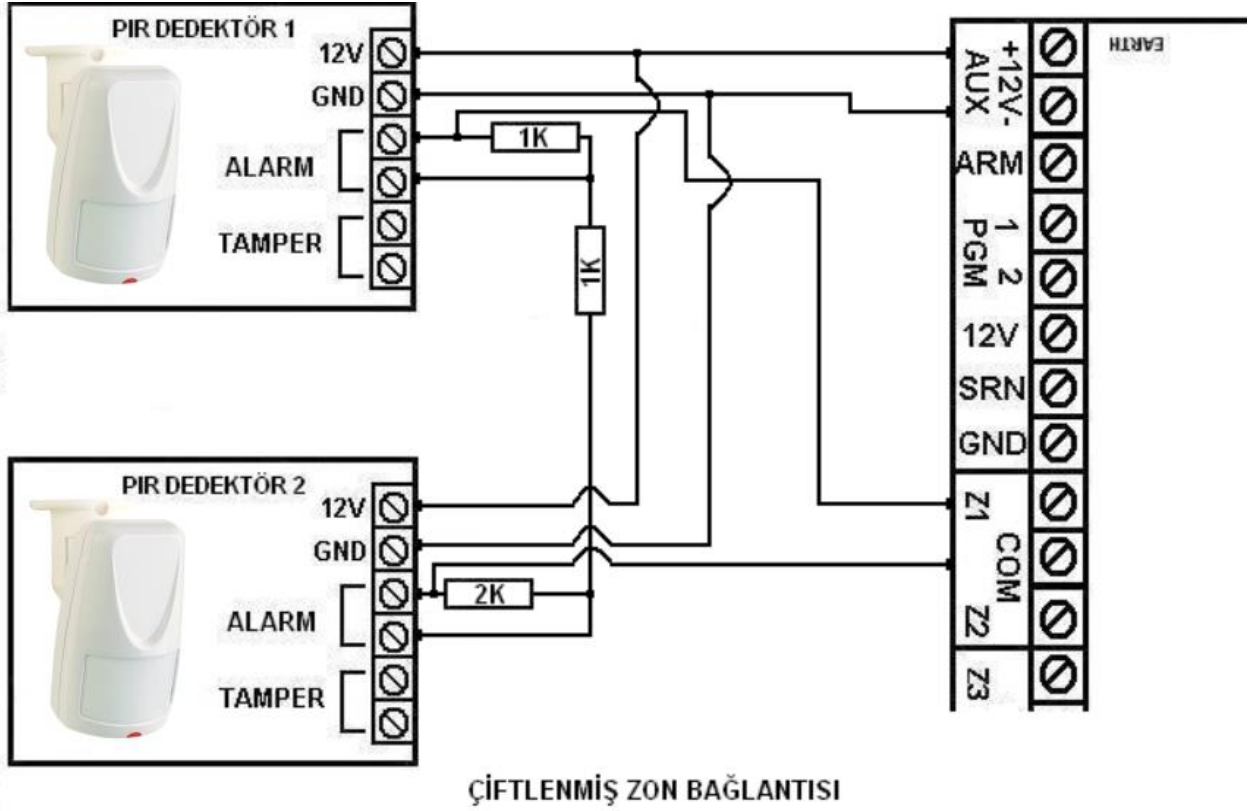 PIR DEDEKTÖR 1
12V
GND
ALARM
TAMPER
1K
1K
PIR DEDEKTÖR 2
12V
GND
ALARM
TAMPER
2K
+12V-
AUX
EARTH
ARM
1
PGM
2
12V
SRN
GND
Z1
COM
Z2
Z3
ÇİFTLENMİŞ ZON BAĞLANTISI